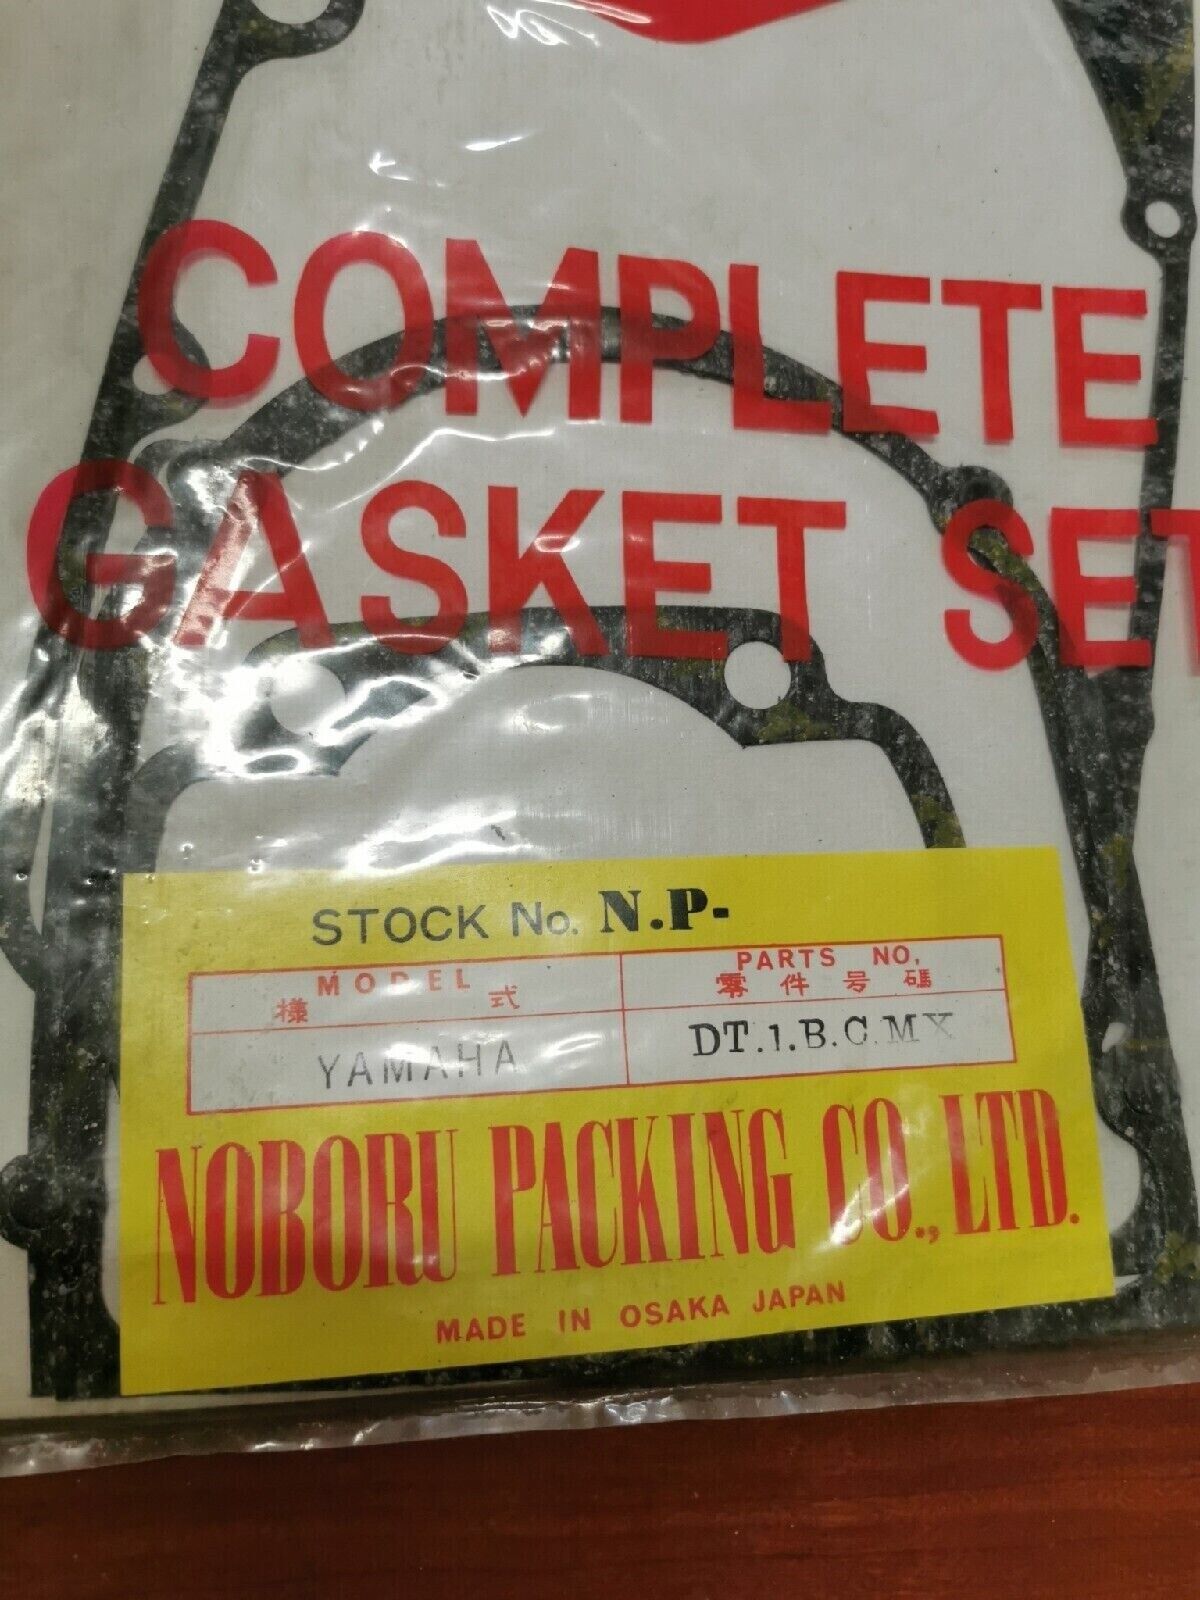 COMPLETE
GASKET SET
STOCK No. N.P-
MODEL PARTS NO.
様式 零件号碼
YAMAHA DT.1.B.C.MX
NOBORU PACKING CO., LTD.
MADE IN OSAKA JAPAN